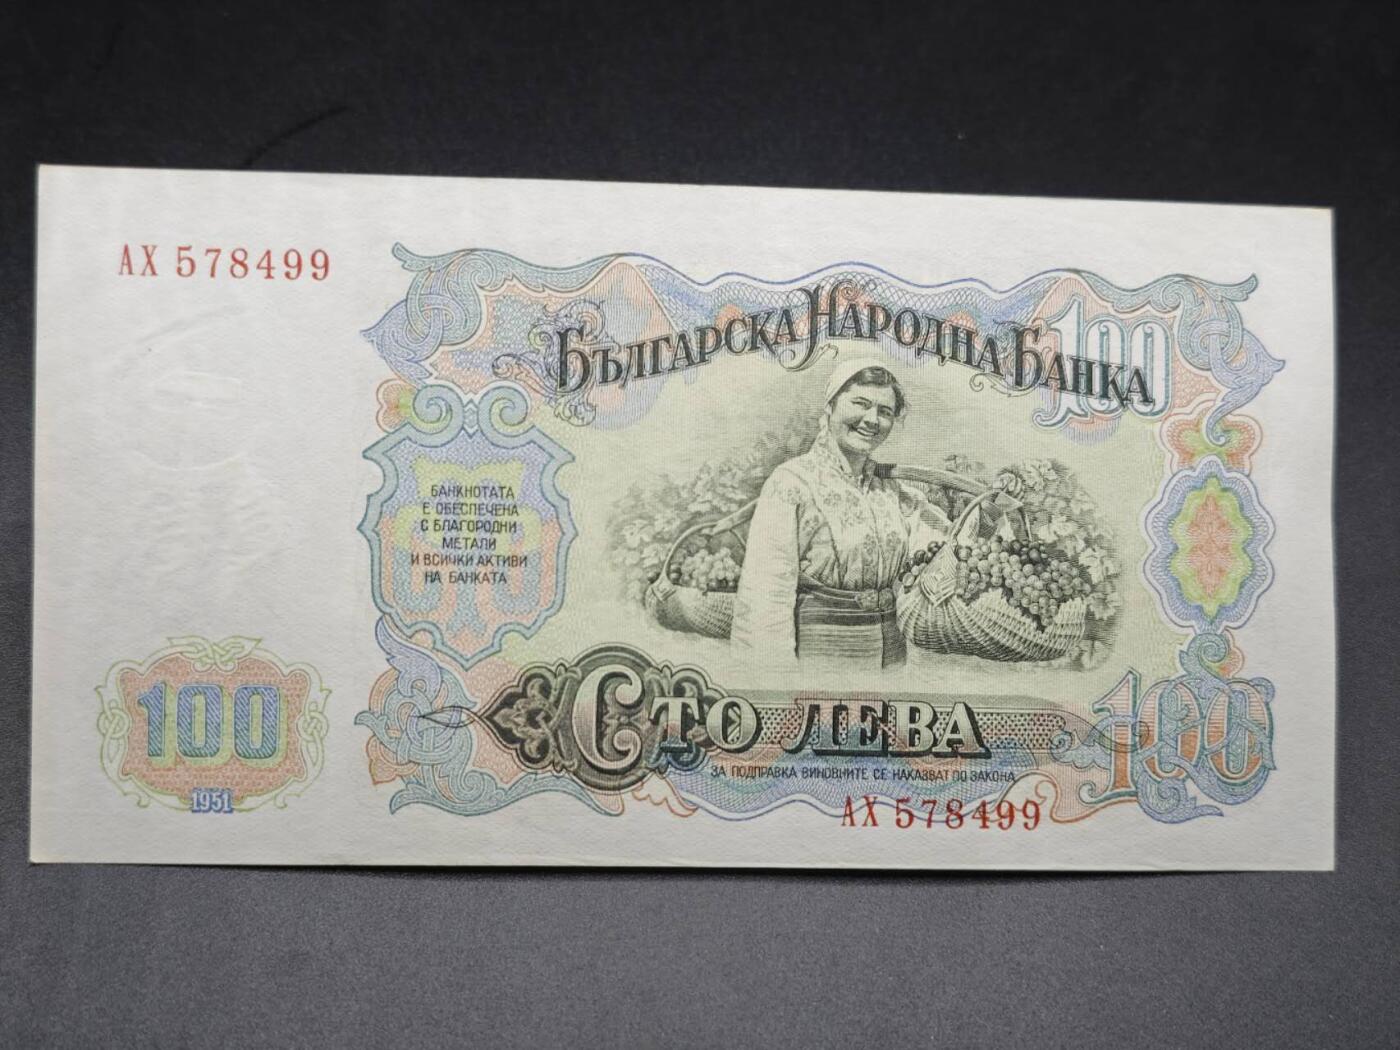 АХ 578499
БЪЛГАРСКА НАРОДНА БАНКА
100
БАНКНОТАТА
Е ОБЕСПЕЧЕНА
С БЛАГОРОДНИ
МЕТАЛИ
И ВСИЧКИ АКТИВИ
НА БАНКАТА
100
1951
СТО ЛЕВА
100
ЗА ПОДПРАВКА ВИНОВНИТЕ СЕ НАКАЗВАТ ПО ЗАКОНА
АХ 578499